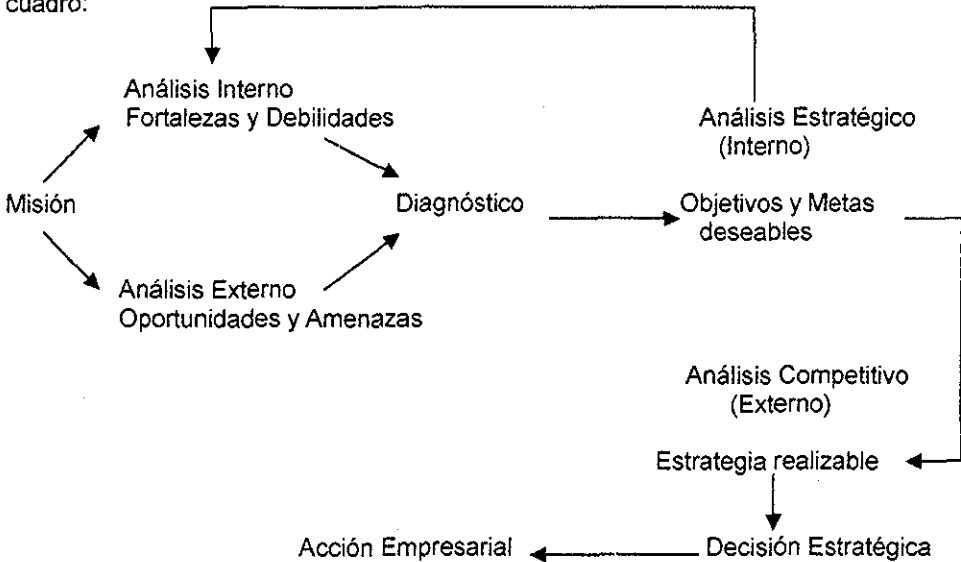 cuadro:
Análisis Interno
Fortalezas y Debilidades
Análisis Estratégico
(Interno)
Misión
Diagnóstico
Objetivos y Metas
deseables
Análisis Externo
Oportunidades y Amenazas
Análisis Competitivo
(Externo)
Estrategia realizable
Acción Empresarial
Decisión Estratégica